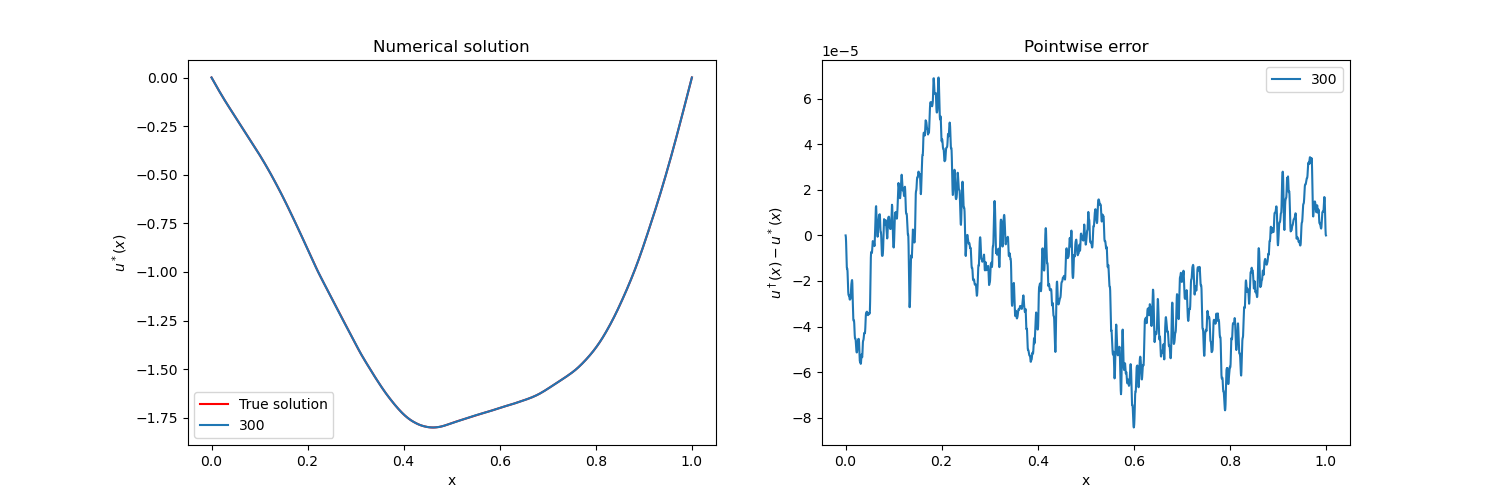 Numerical solution
u*(x)
0.00
−0.25
−0.50
−0.75
−1.00
−1.25
−1.50
−1.75
True solution
300
0.0 0.2 0.4 0.6 0.8 1.0
x
Pointwise error
1e−5
u†(x) − u*(x)
6
4
2
0
−2
−4
−6
−8
300
0.0 0.2 0.4 0.6 0.8 1.0
x